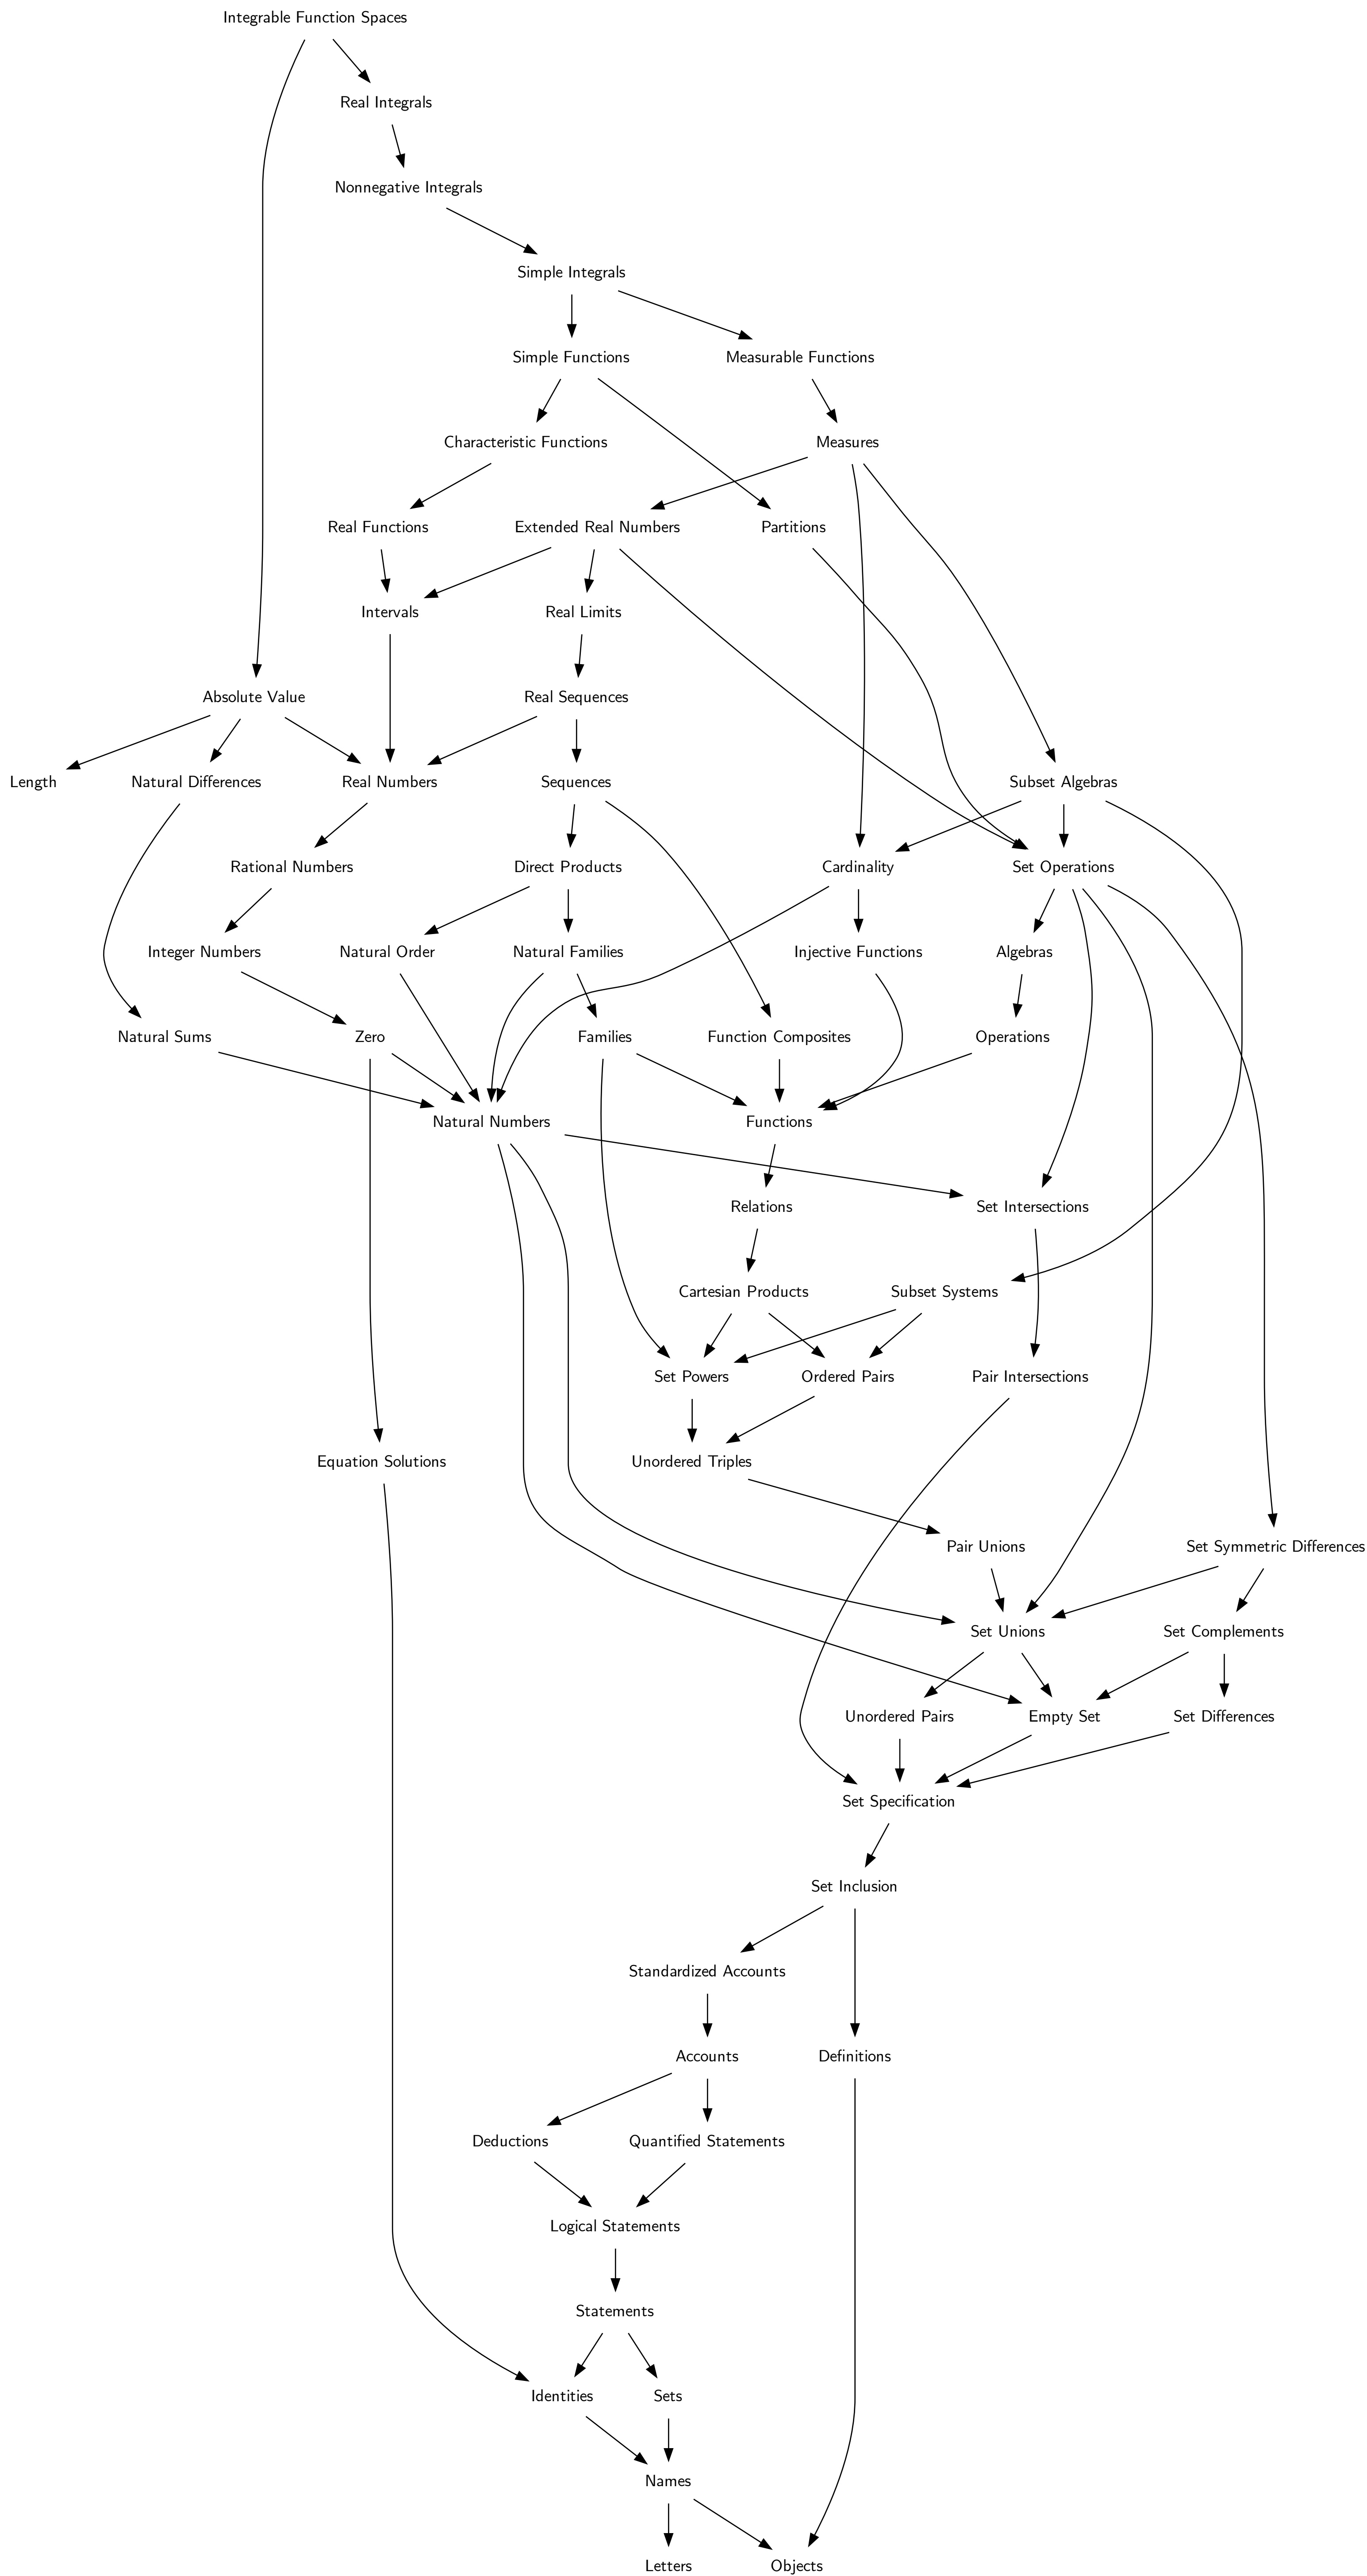 Integrable Function Spaces
Real Integrals
Nonnegative Integrals
Simple Integrals
Simple Functions
Measurable Functions
Characteristic Functions
Measures
Real Functions
Extended Real Numbers
Partitions
Intervals
Real Limits
Absolute Value
Real Sequences
Length
Natural Differences
Real Numbers
Sequences
Subset Algebras
Rational Numbers
Direct Products
Cardinality
Set Operations
Integer Numbers
Natural Order
Natural Families
Injective Functions
Algebras
Natural Sums
Zero
Families
Function Composites
Operations
Natural Numbers
Functions
Relations
Set Intersections
Cartesian Products
Subset Systems
Set Powers
Ordered Pairs
Pair Intersections
Equation Solutions
Unordered Triples
Pair Unions
Set Symmetric Differences
Set Unions
Set Complements
Unordered Pairs
Empty Set
Set Differences
Set Specification
Set Inclusion
Standardized Accounts
Accounts
Definitions
Deductions
Quantified Statements
Logical Statements
Statements
Identities
Sets
Names
Letters
Objects